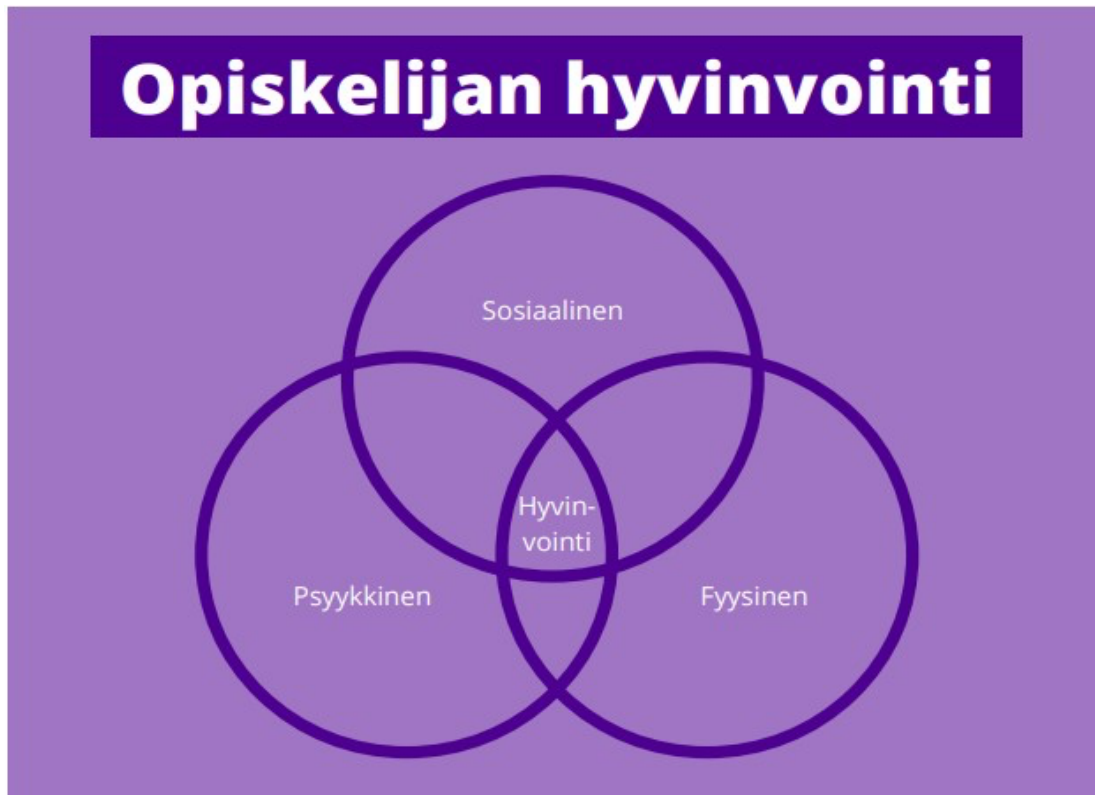 Opiskelijan hyvinvointi
Sosiaalinen
Hyvin-
vointi
Psyykkinen
Fyysinen